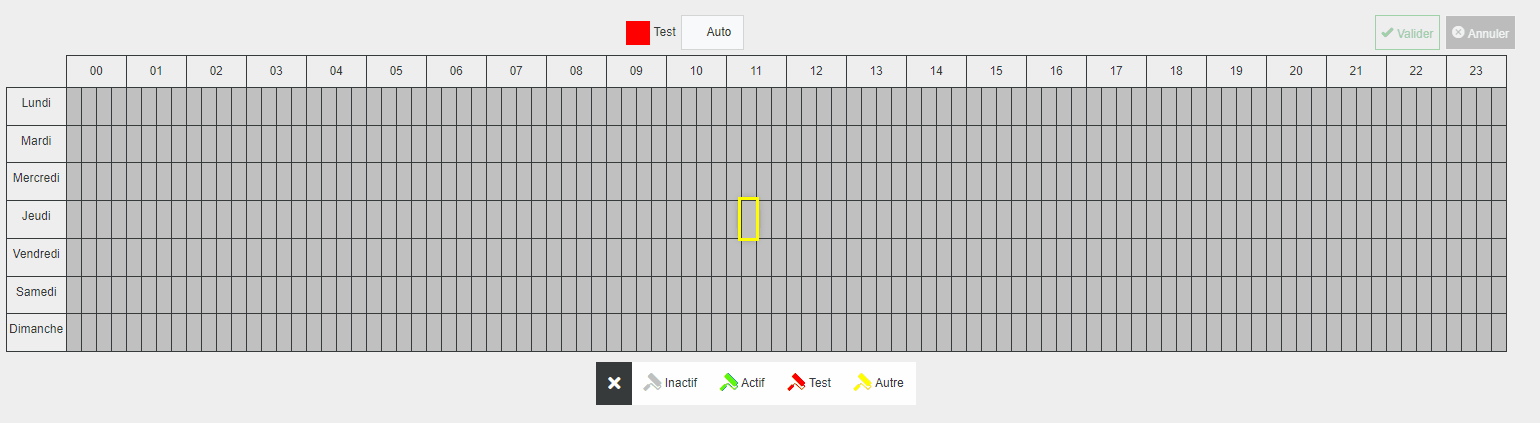 Test Auto Valider Annuler
00 01 02 03 04 05 06 07 08 09 10 11 12 13 14 15 16 17 18 19 20 21 22 23
Lundi
Mardi
Mercredi
Jeudi
Vendredi
Samedi
Dimanche
Inactif Actif Test Autre